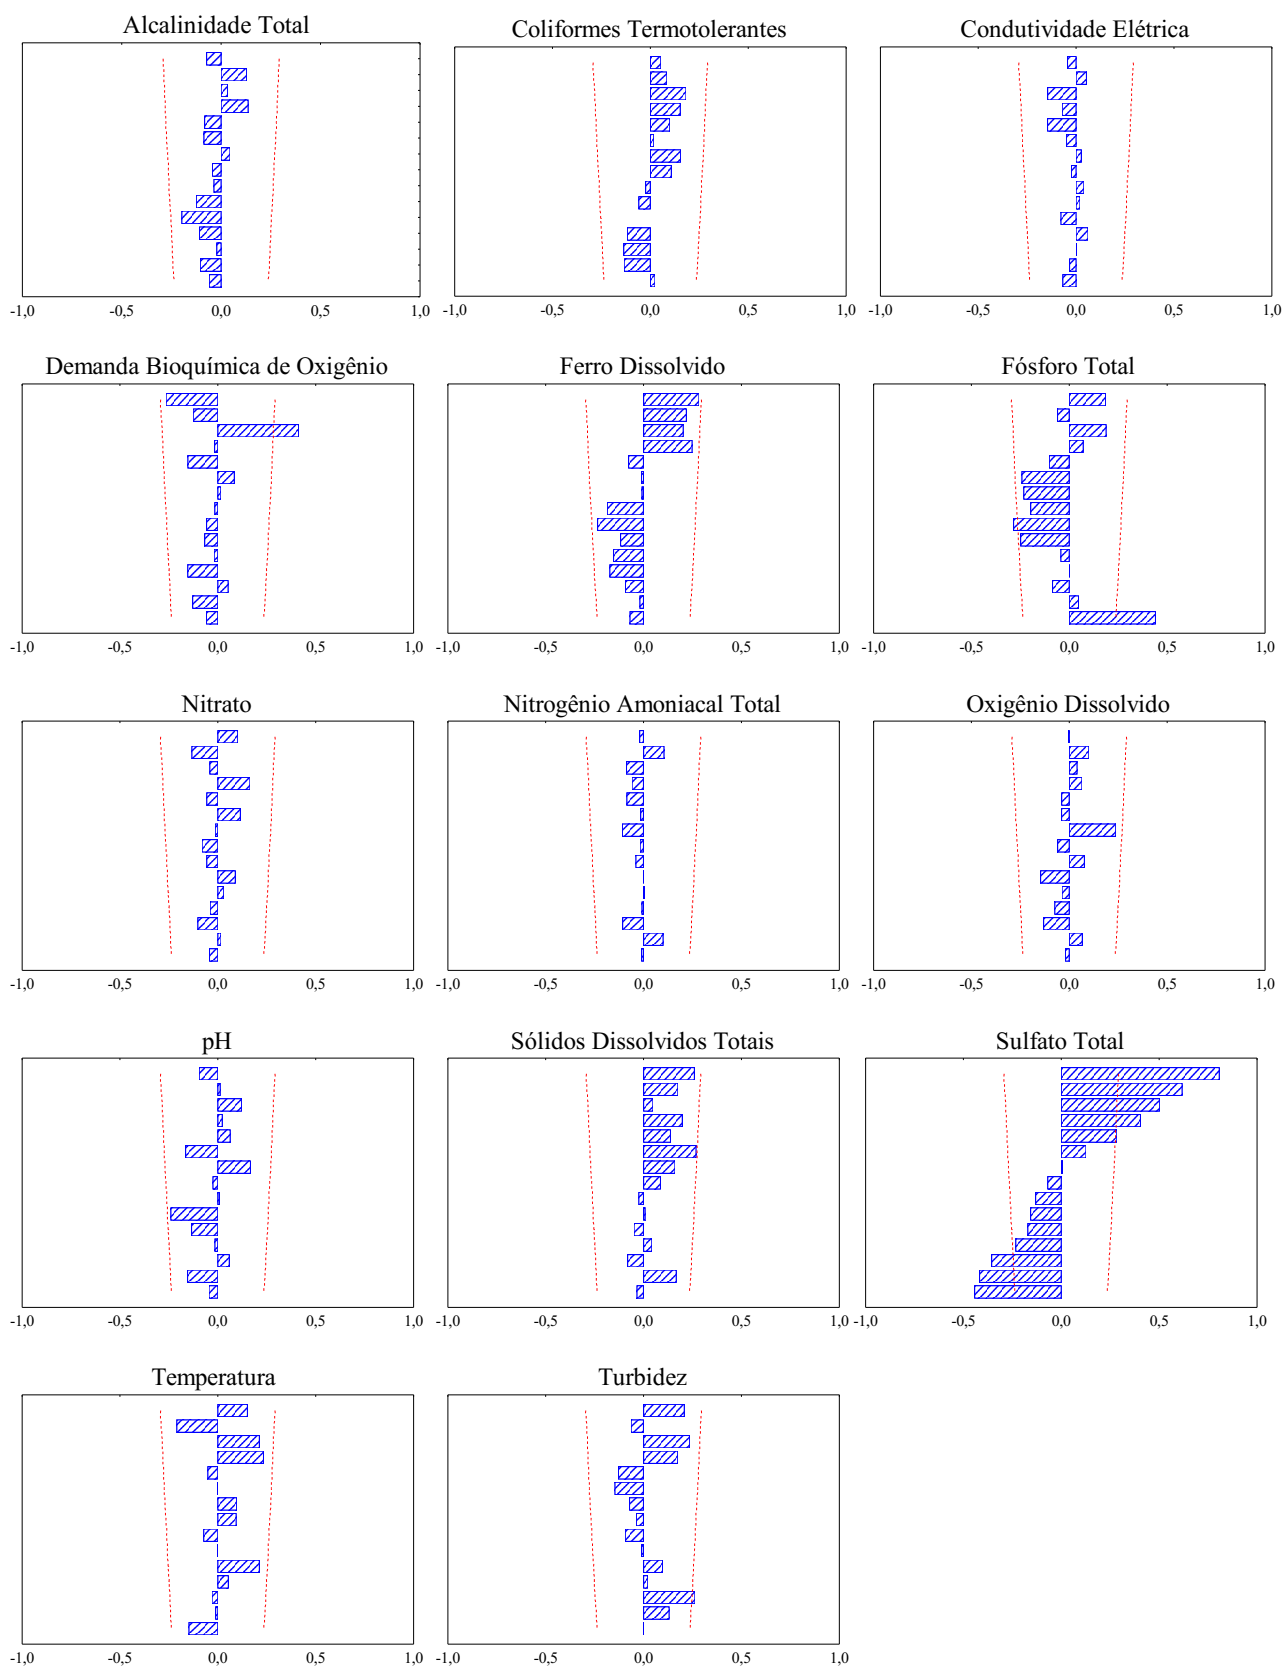 Alcalinidade Total
Coliformes Termotolerantes
Condutividade Elétrica
-1,0 -0,5 0,0 0,5 1,0
-1,0 -0,5 0,0 0,5 1,0
-1,0 -0,5 0,0 0,5 1,0
Demanda Bioquímica de Oxigênio
Ferro Dissolvido
Fósforo Total
-1,0 -0,5 0,0 0,5 1,0
-1,0 -0,5 0,0 0,5 1,0
-1,0 -0,5 0,0 0,5 1,0
Nitrato
Nitrogênio Amoniacal Total
Oxigênio Dissolvido
-1,0 -0,5 0,0 0,5 1,0
-1,0 -0,5 0,0 0,5 1,0
-1,0 -0,5 0,0 0,5 1,0
pH
Sólidos Dissolvidos Totais
Sulfato Total
-1,0 -0,5 0,0 0,5 1,0
-1,0 -0,5 0,0 0,5 1,0
-1,0 -0,5 0,0 0,5 1,0
Temperatura
Turbidez
-1,0 -0,5 0,0 0,5 1,0
-1,0 -0,5 0,0 0,5 1,0